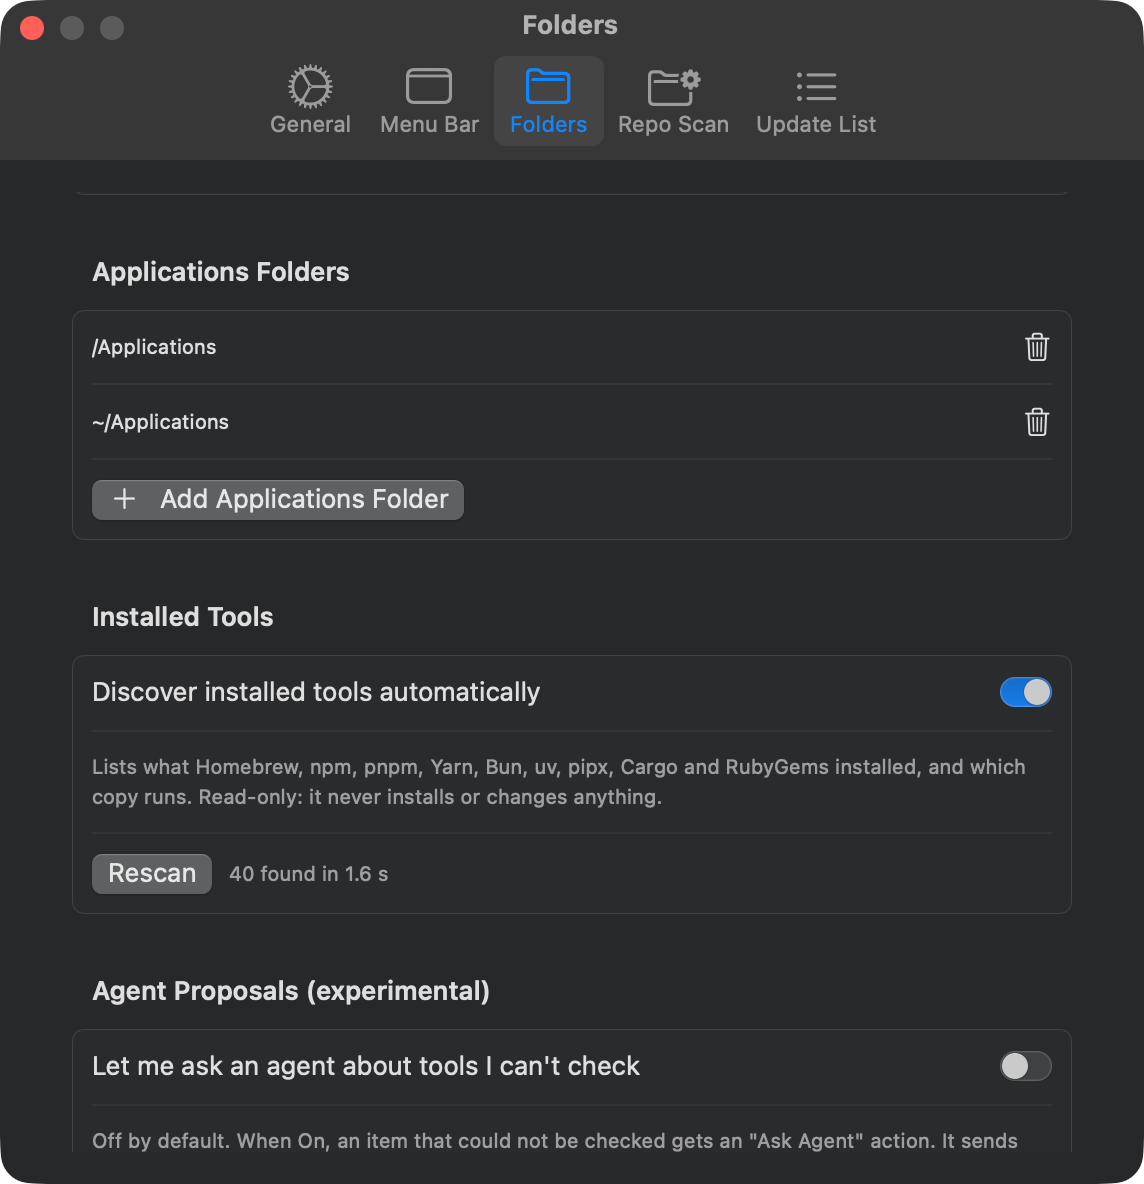 Folders
General
Menu Bar
Folders
Repo Scan
Update List
Applications Folders
/Applications
~/Applications
Add Applications Folder
Installed Tools
Discover installed tools automatically
Lists what Homebrew, npm, pnpm, Yarn, Bun, uv, pipx, Cargo and RubyGems installed, and which
copy runs. Read-only: it never installs or changes anything.
Rescan
40 found in 1.6 s
Agent Proposals (experimental)
Let me ask an agent about tools I can't check
Off by default. When On, an item that could not be checked gets an "Ask Agent" action. It sends